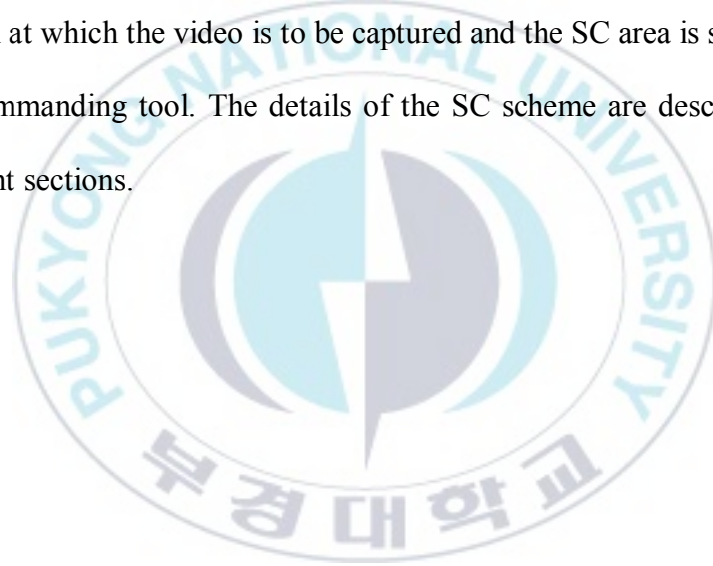 at which the video is to be captured and the SC area is s
mmanding tool. The details of the SC scheme are desc
nt sections.
PUKYONG NATIONAL UNIVERSITY
부경대학교